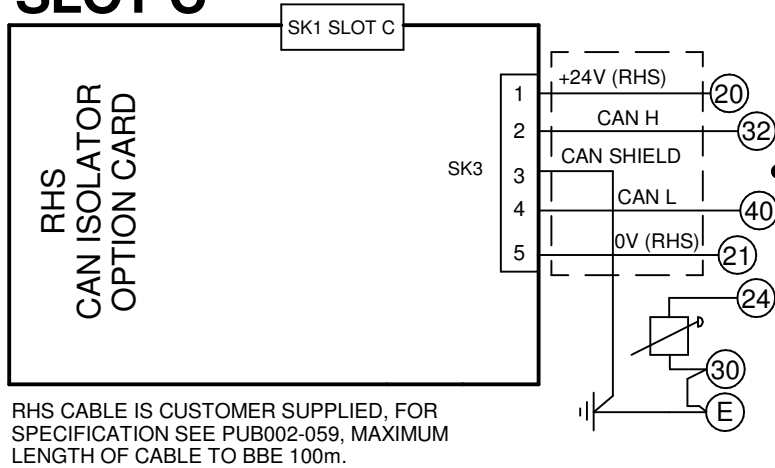 SLOT C
SK1 SLOT C
RHS
CAN ISOLATOR
OPTION CARD
SK3
1
2
3
4
5
+24V (RHS)
CAN H
CAN SHIELD
CAN L
0V (RHS)
20
32
40
21
24
30
E
RHS CABLE IS CUSTOMER SUPPLIED, FOR
SPECIFICATION SEE PUB002-059, MAXIMUM
LENGTH OF CABLE TO BBE 100m.